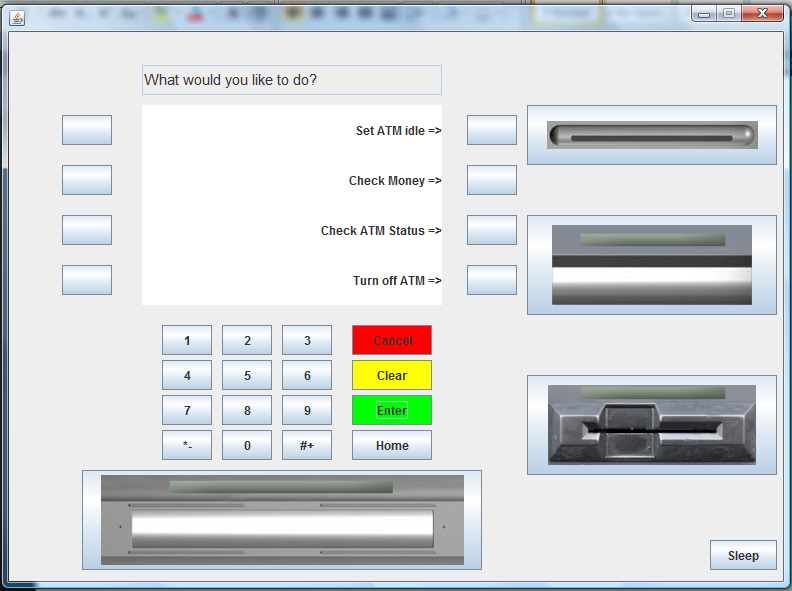 What would you like to do?
Set ATM idle =>
Check Money =>
Check ATM Status =>
Turn off ATM =>
1 2 3 Cancel
4 5 6 Clear
7 8 9 Enter
*- 0 #+ Home
Sleep